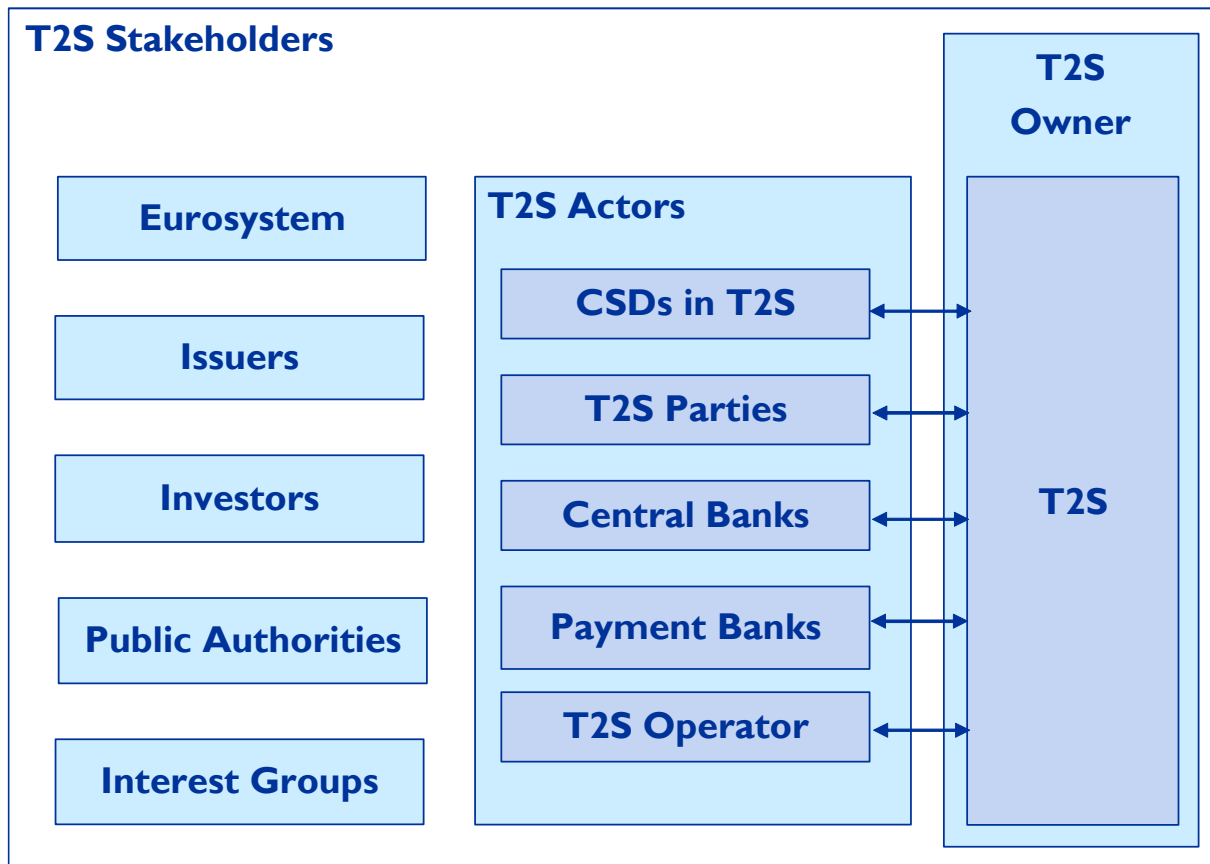 T2S Stakeholders
T2S
Owner
Eurosystem
Issuers
Investors
Public Authorities
Interest Groups
T2S Actors
CSDs in T2S
T2S Parties
Central Banks
Payment Banks
T2S Operator
T2S